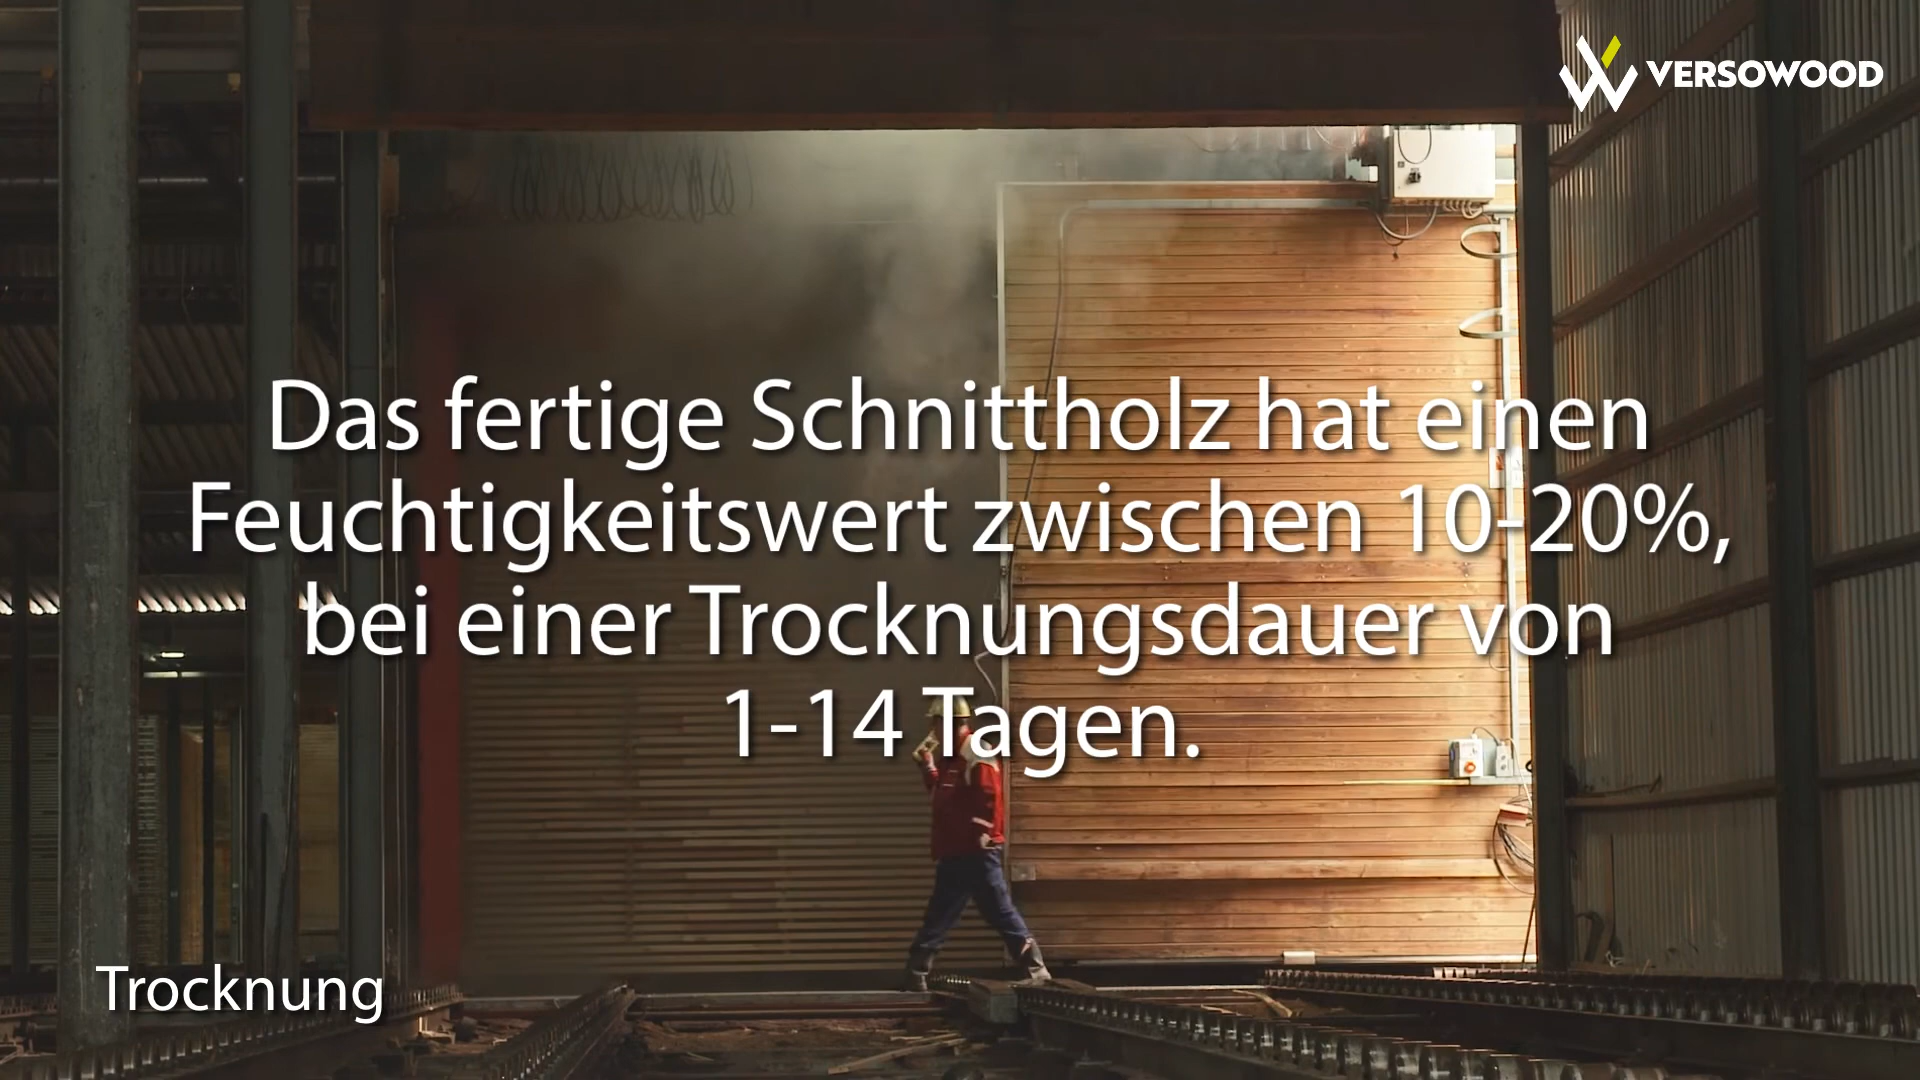 VERSOWOOD
Das fertige Schnittholz hat einen
Feuchtigkeitswert zwischen 10-20%,
bei einer Trocknungsdauer von
1-14 Tagen.
Trocknung